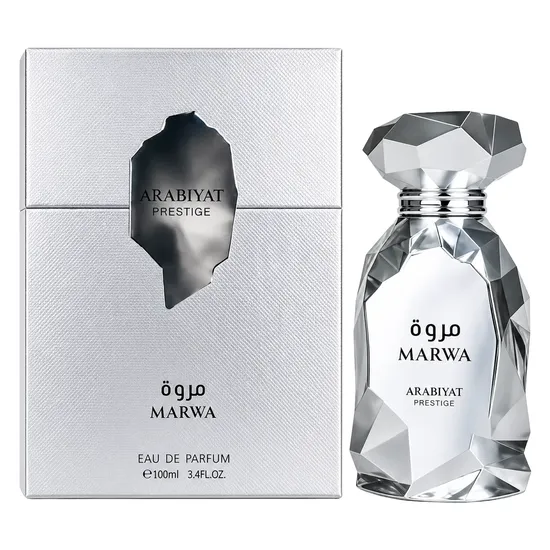 ARABIYAT
PRESTIGE
مروة
MARWA
EAU DE PARFUM
℮100ml 3.4FL.OZ.
مروة
MARWA
ARABIYAT
PRESTIGE